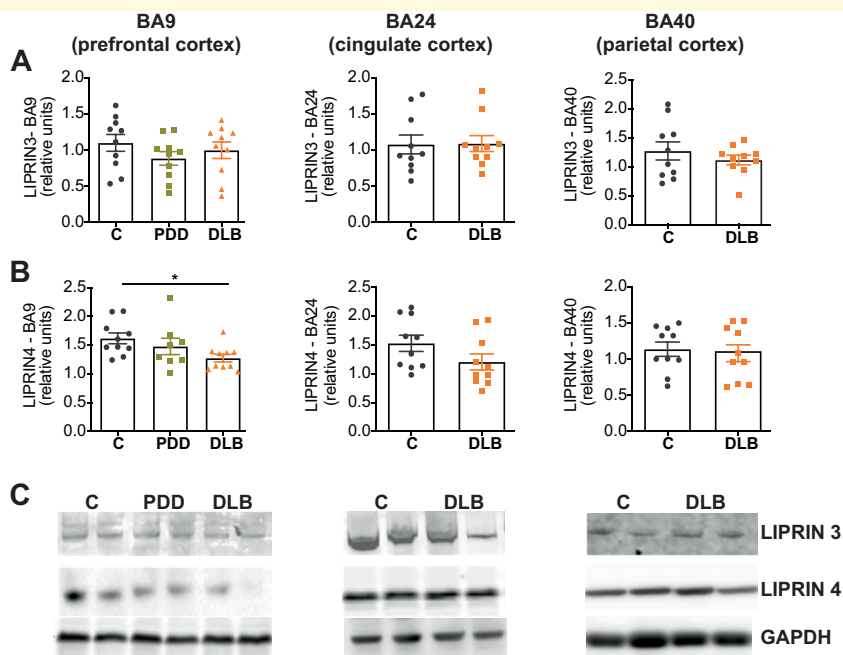 BA9
(prefrontal cortex)
BA24
(cingulate cortex)
BA40
(parietal cortex)
A
LIPRIN3- BA9
(relative units)
2.0
1.5
1.0
0.5
0.0
C PDD DLB
LIPRIN3 - BA24
(relative units)
2.0
1.5
1.0
0.5
0.0
C DLB
LIPRIN3 - BA40
(relative units)
2.5
2.0
1.5
1.0
0.5
0.0
C DLB
B
LIPRIN4 - BA9
(relative units)
2.5
2.0
1.5
1.0
0.5
0.0
*
C PDD DLB
LIPRIN4 - BA24
(relative units)
2.5
2.0
1.5
1.0
0.5
0.0
C DLB
LIPRIN4 - BA40
(relative units)
2.0
1.5
1.0
0.5
0.0
C DLB
C
C PDD DLB
C DLB
C DLB
LIPRIN 3
LIPRIN 4
GAPDH